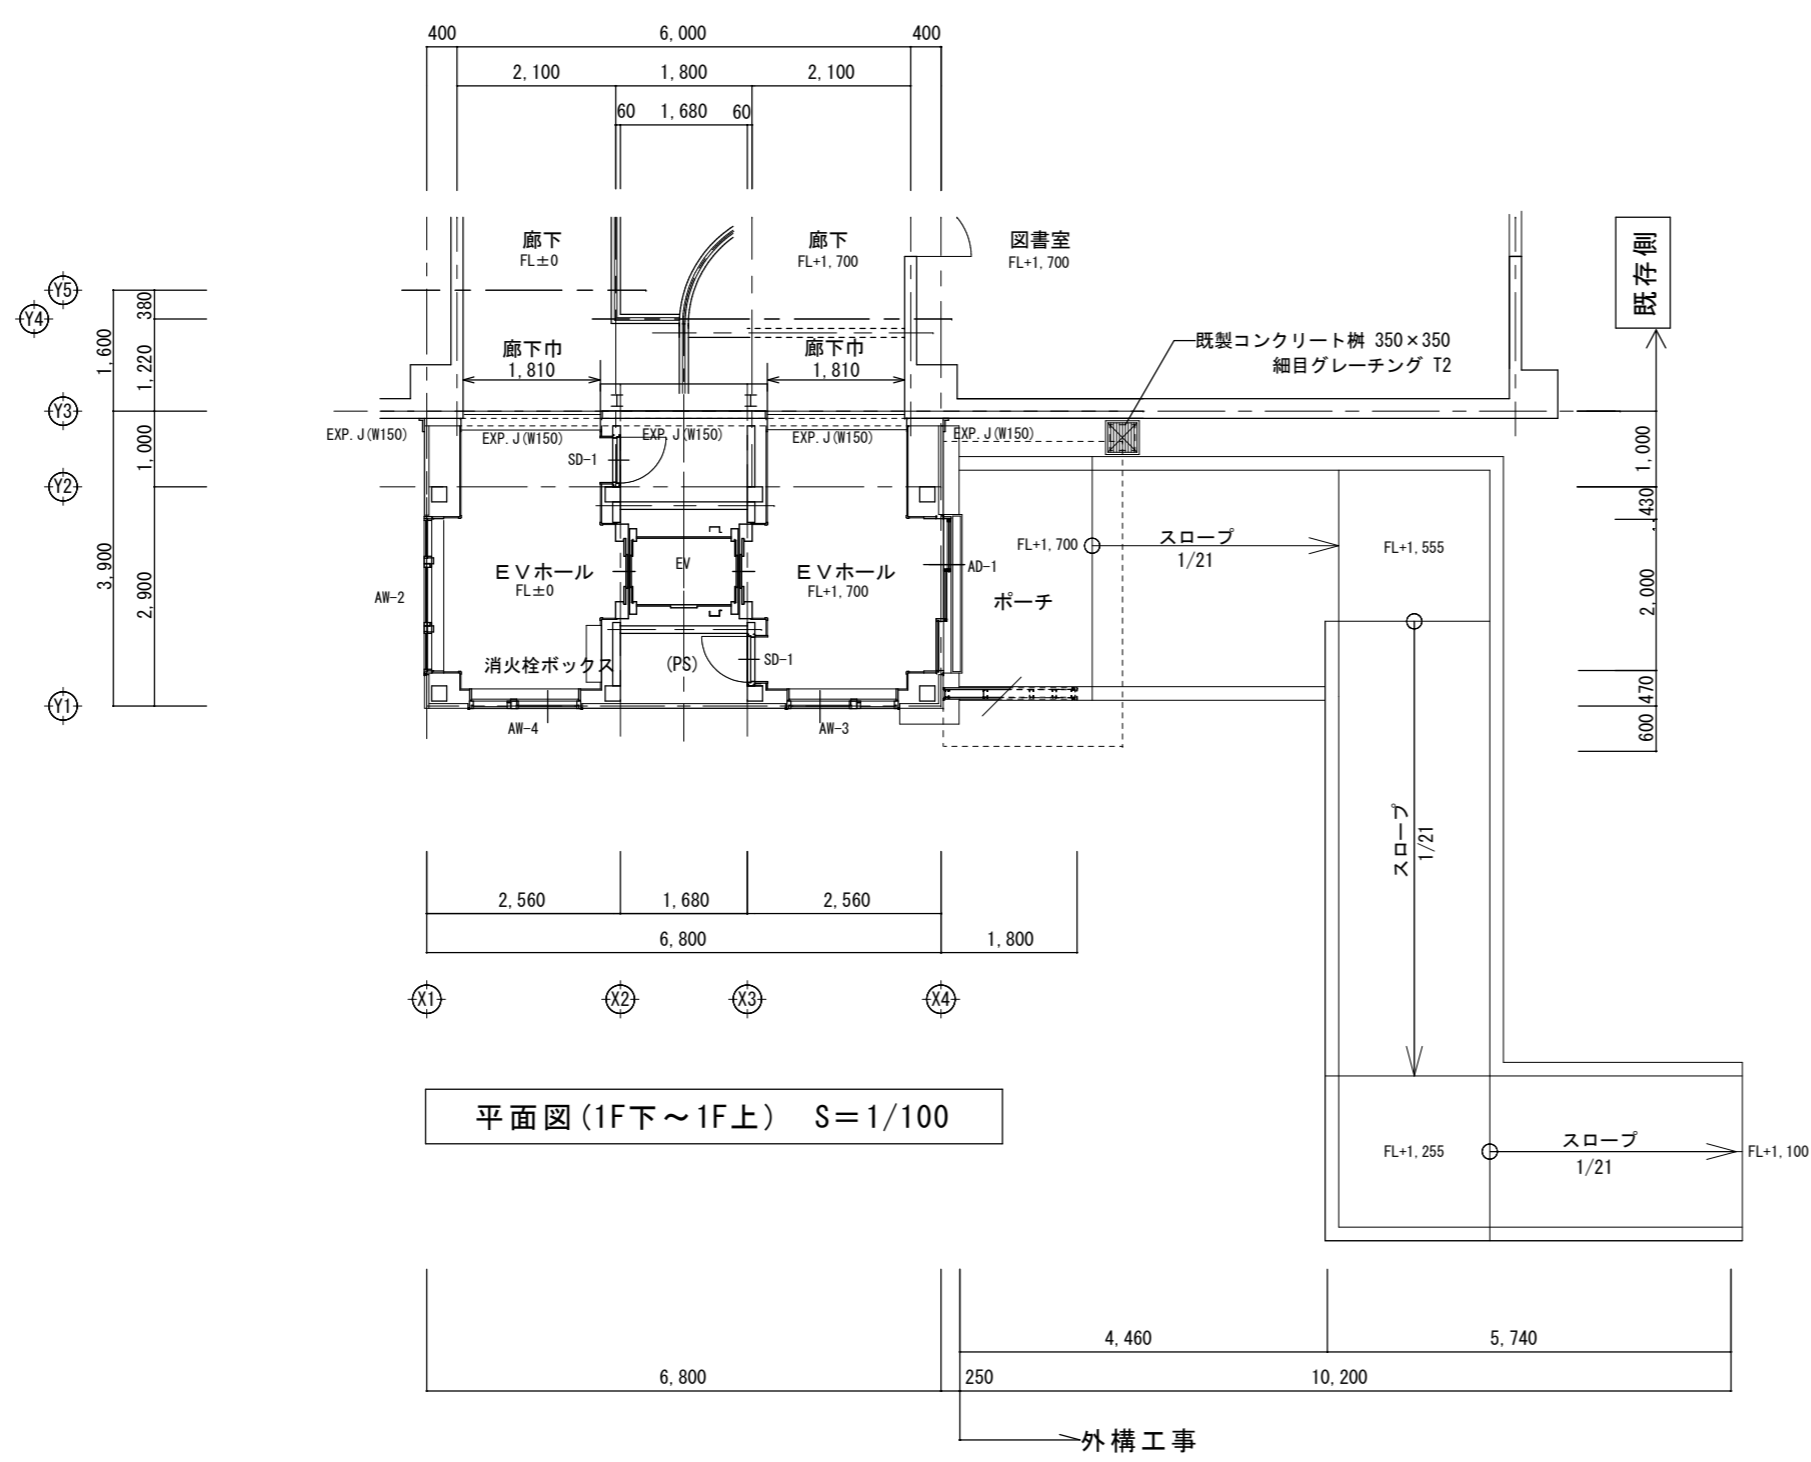 400 6,000 400
2,100 1,800 2,100
60 1,680 60
廊下
FL±0
廊下
FL+1,700
図書室
FL+1,700
既存側
Y5
Y4
Y3
Y2
Y1
380
1,600
1,220
1,000
3,900
2,900
廊下巾
1,810
廊下巾
1,810
既製コンクリート桝 350×350
細目グレーチング T2
EXP.J(W150)
EXP.J(W150)
EXP.J(W150)
EXP.J(W150)
EXP.J(W150)
SD-1
1,000
430
2,000
470
600
FL+1,700
スロープ
1/21
FL+1,555
EVホール
FL±0
EV
EVホール
FL+1,700
AD-1
AW-2
ポーチ
消火栓ボックス
(PS)
SD-1
AW-4
AW-3
スロープ
1/21
2,560 1,680 2,560
6,800 1,800
X1 X2 X3 X4
平面図(1F下~1F上) S=1/100
FL+1,255
スロープ
1/21
FL+1,100
4,460 5,740
6,800 250 10,200
外構工事